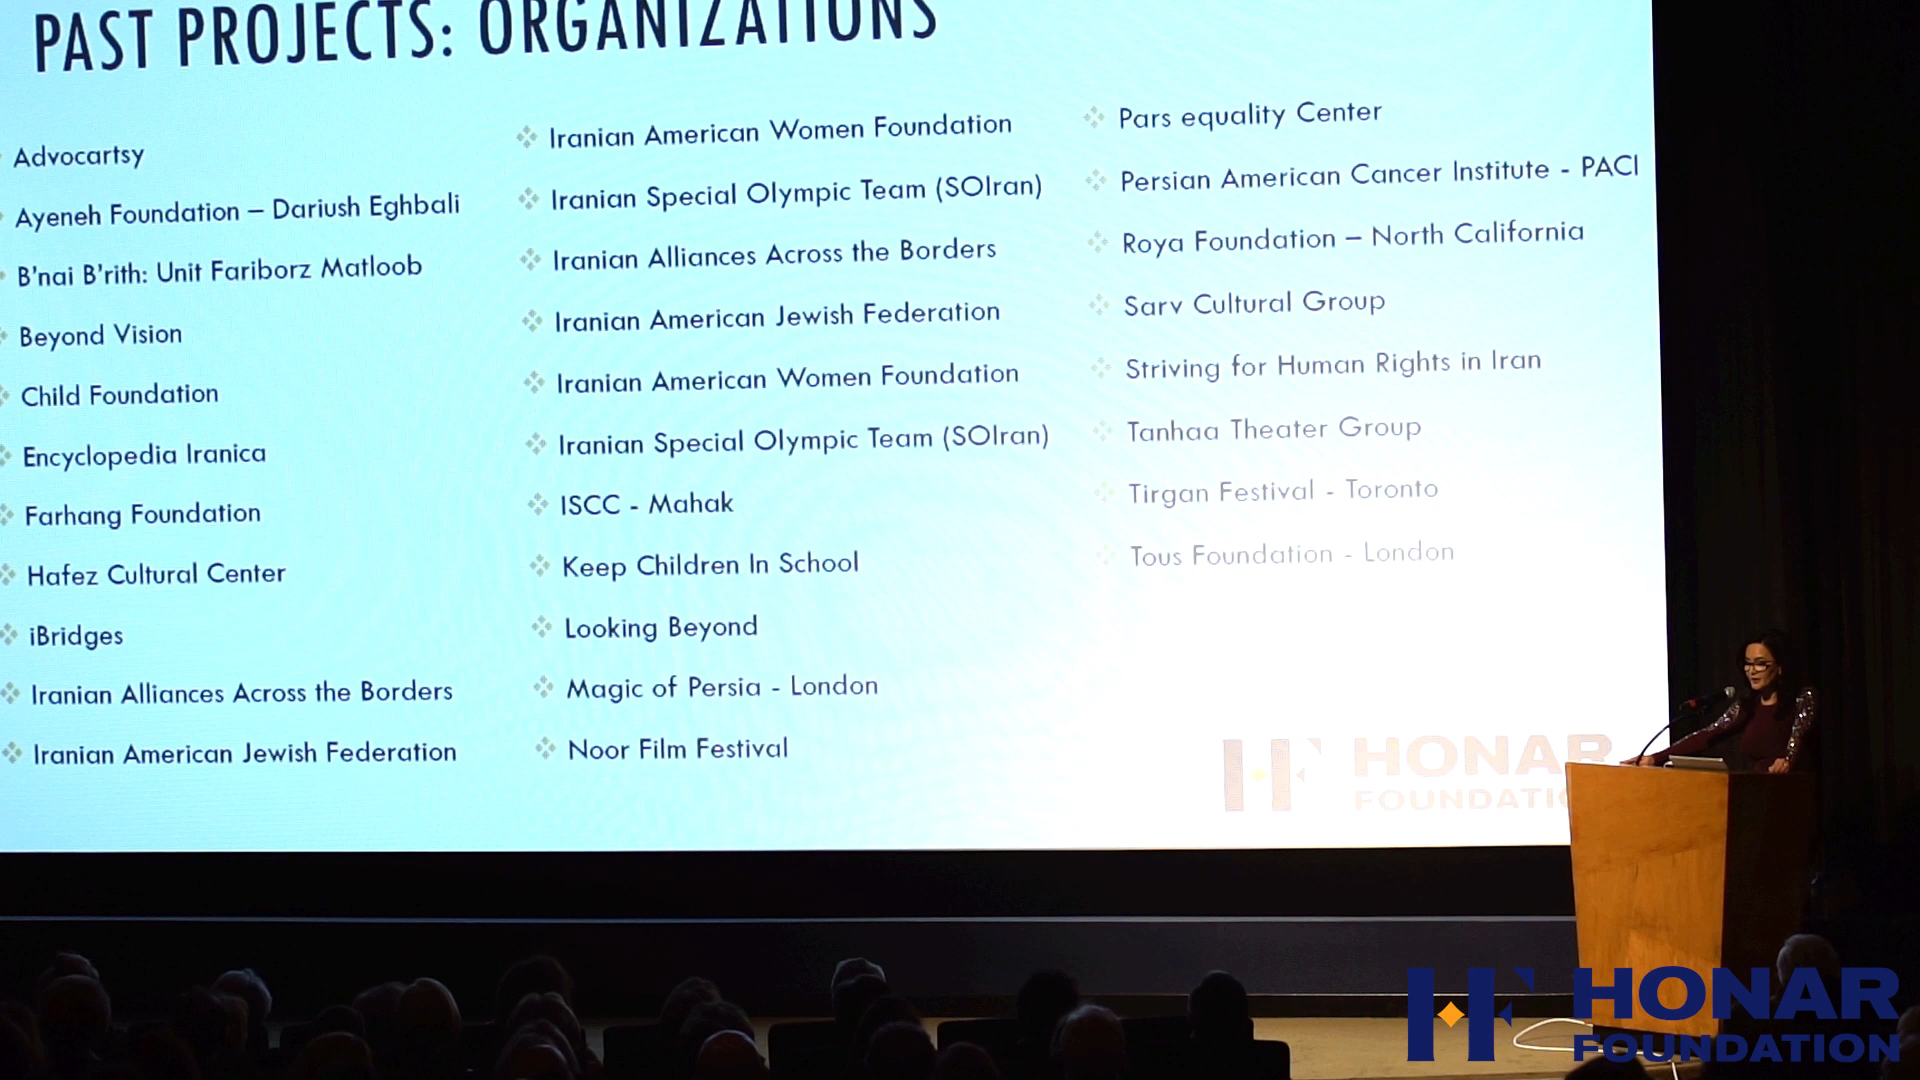 PAST PROJECTS: ORGANIZATIONS
Advocartsy
Ayeneh Foundation – Dariush Eghbali
B'nai B'rith: Unit Fariborz Matloob
Beyond Vision
Child Foundation
Encyclopedia Iranica
Farhang Foundation
Hafez Cultural Center
iBridges
Iranian Alliances Across the Borders
Iranian American Jewish Federation
Iranian American Women Foundation
Iranian Special Olympic Team (SOIran)
Iranian Alliances Across the Borders
Iranian American Jewish Federation
Iranian American Women Foundation
Iranian Special Olympic Team (SOIran)
ISCC - Mahak
Keep Children In School
Looking Beyond
Magic of Persia - London
Noor Film Festival
Pars equality Center
Persian American Cancer Institute - PACI
Roya Foundation – North California
Sarv Cultural Group
Striving for Human Rights in Iran
Tanhaa Theater Group
Tirgan Festival - Toronto
Tous Foundation - London
HF HONAR
FOUNDATIO
HF HONAR
FOUNDATION